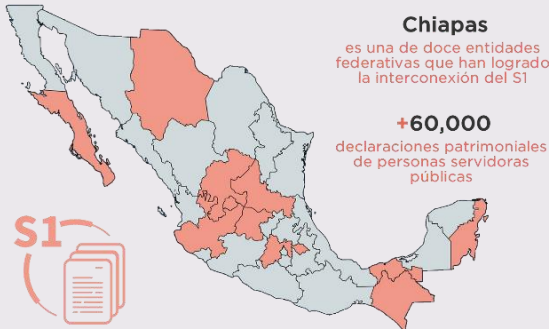 Chiapas
es una de doce entidades
federativas que han logrado
la interconexión del S1
+60,000
declaraciones patrimoniales
de personas servidoras
públicas
S1